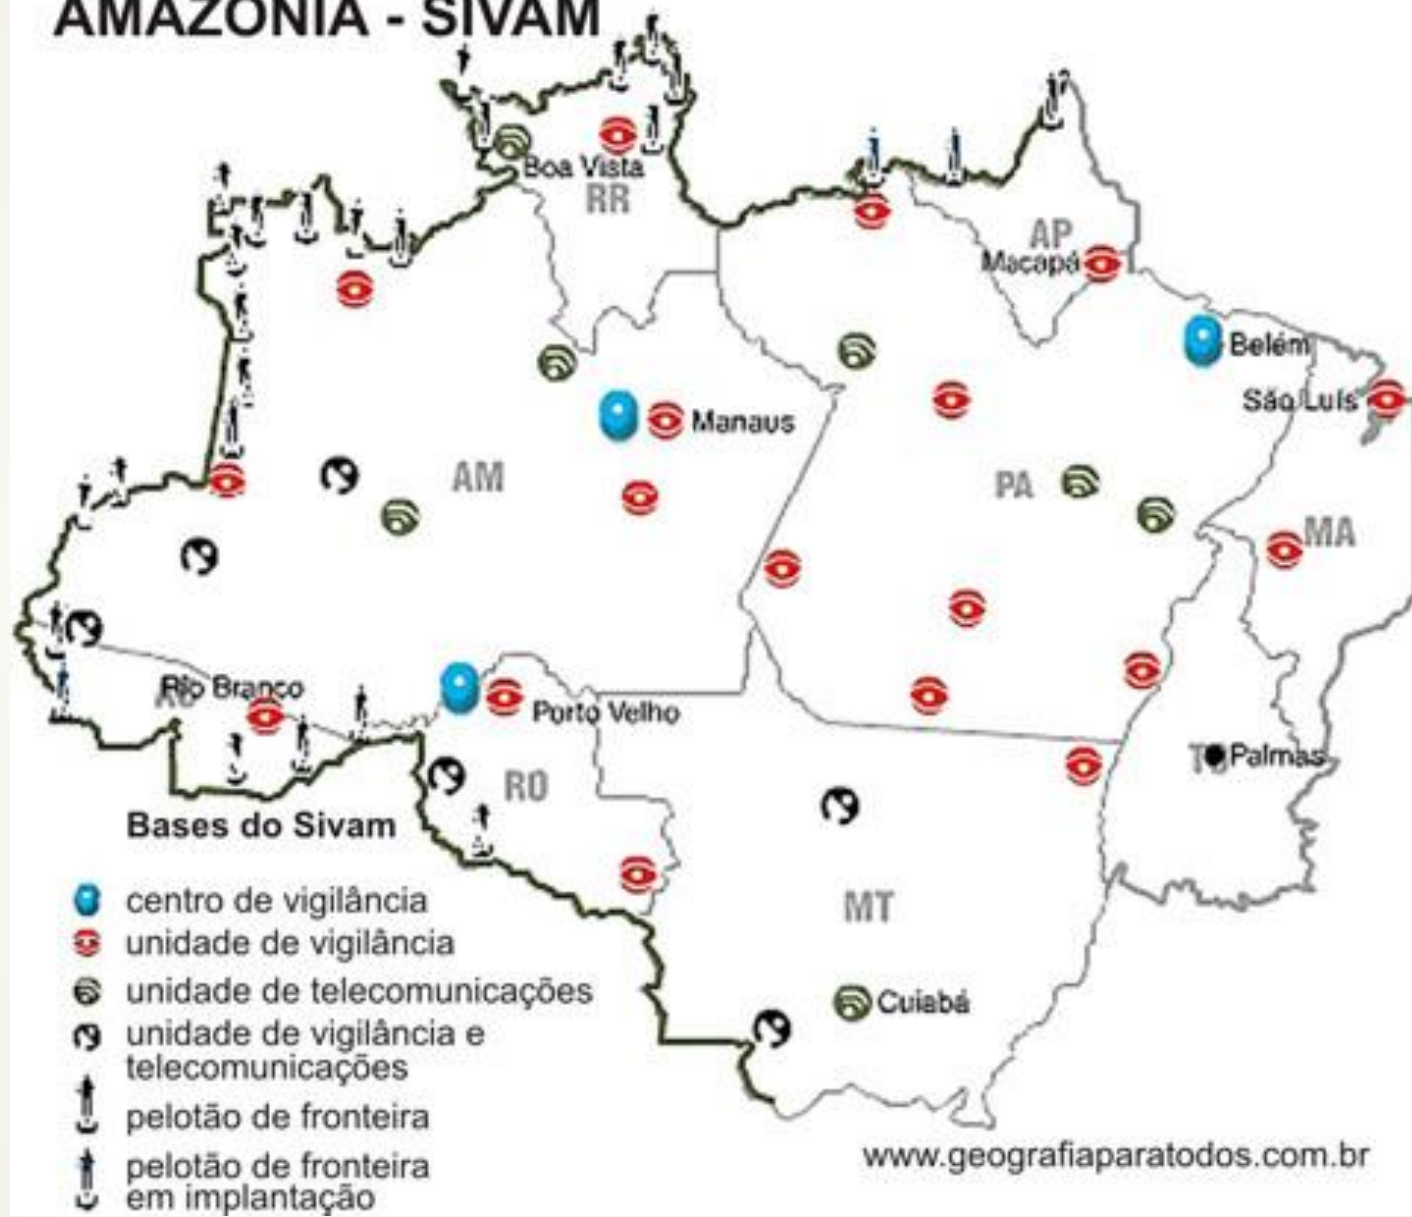 AMAZÔNIA - SIVAM
Boa Vista
RR
AP
Macapá
Belém
São Luís
Manaus
AM
PA
MA
Rio Branco
AC
Porto Velho
TO
Palmas
RO
MT
Cuiabá
Bases do Sivam
centro de vigilância
unidade de vigilância
unidade de telecomunicações
unidade de vigilância e
telecomunicações
pelotão de fronteira
pelotão de fronteira
em implantação
www.geografiaparatodos.com.br